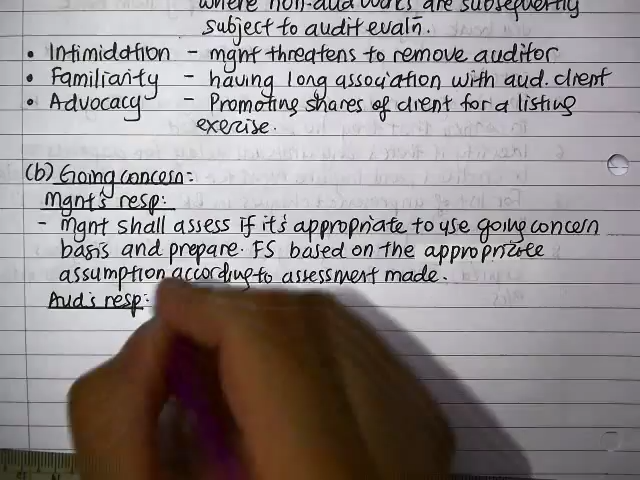 where non-aud works are subsequently
subject to audit evaln.
• Intimidation - mgnt threatens to remove auditor
• Familiarity - having long association with aud. client
• Advocacy - Promoting shares of client for a listing
exercise.
(b) Going concern:
Mgnt's resp:
- mgnt shall assess if it's appropriate to use going concern
basis and prepare. FS based on the appropriate
assumption according to assessment made.
Aud's resp: